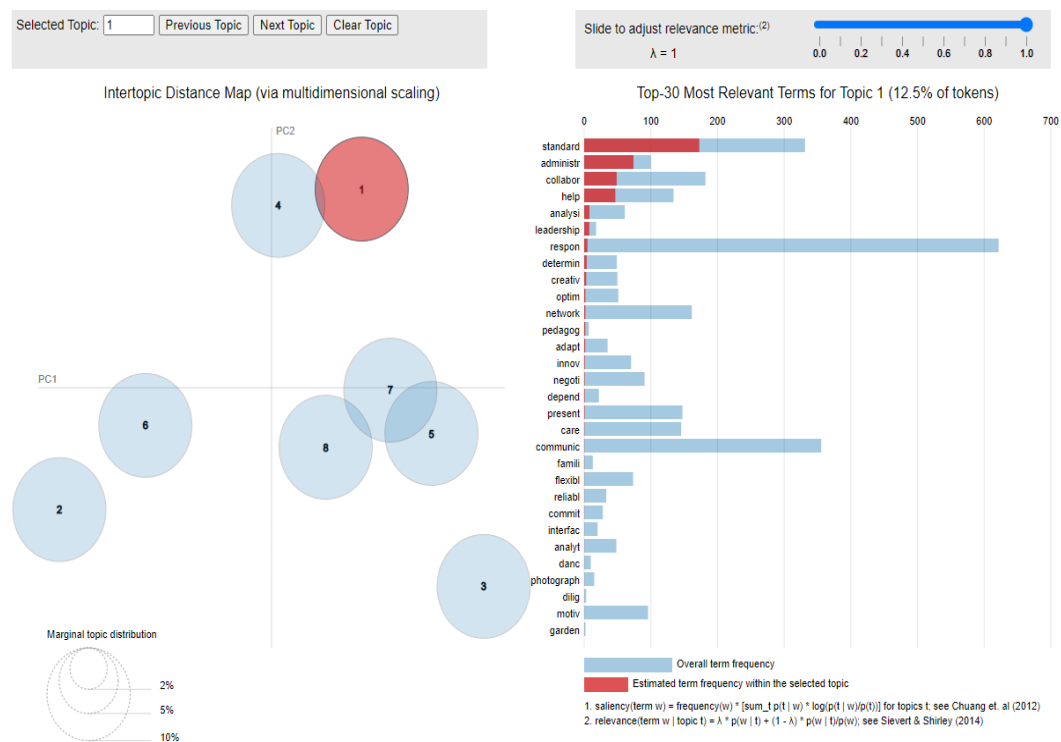 Selected Topic: 1 Previous Topic Next Topic Clear Topic
Slide to adjust relevance metric:(2)
λ = 1
0.0 0.2 0.4 0.6 0.8 1.0
Intertopic Distance Map (via multidimensional scaling)
PC2
PC1
4
1
7
6
5
8
2
3
Marginal topic distribution
2%
5%
10%
Top-30 Most Relevant Terms for Topic 1 (12.5% of tokens)
0 100 200 300 400 500 600 700
standard
administr
collabor
help
analysi
leadership
respon
determin
creativ
optim
network
pedagog
adapt
innov
negoti
depend
present
care
communic
famili
flexibl
reliabl
commit
interfac
analyt
danc
photograph
dilig
motiv
garden
Overall term frequency
Estimated term frequency within the selected topic
1. saliency(term w) = frequency(w) * [sum_t p(t | w) * log(p(t | w)/p(t))] for topics t; see Chuang et. al (2012)
2. relevance(term w | topic t) = λ * p(w | t) + (1 - λ) * p(w | t)/p(w); see Sievert & Shirley (2014)